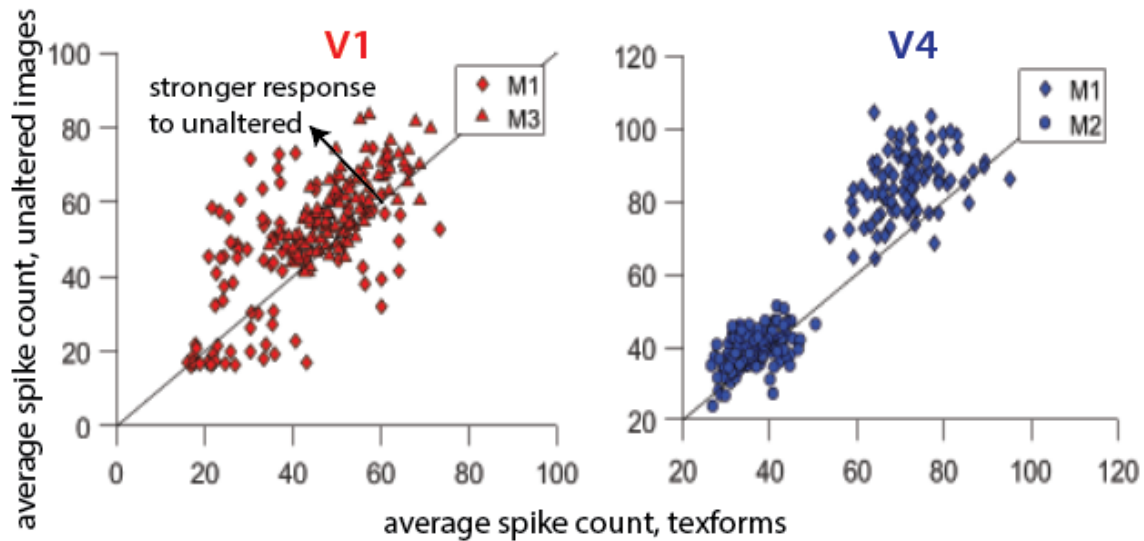 V1
V4
average spike count, unaltered images
stronger response
to unaltered
M1
M3
M1
M2
100
80
60
40
20
0
0 20 40 60 80 100
120
100
80
60
40
20
20 40 60 80 100 120
average spike count, texforms